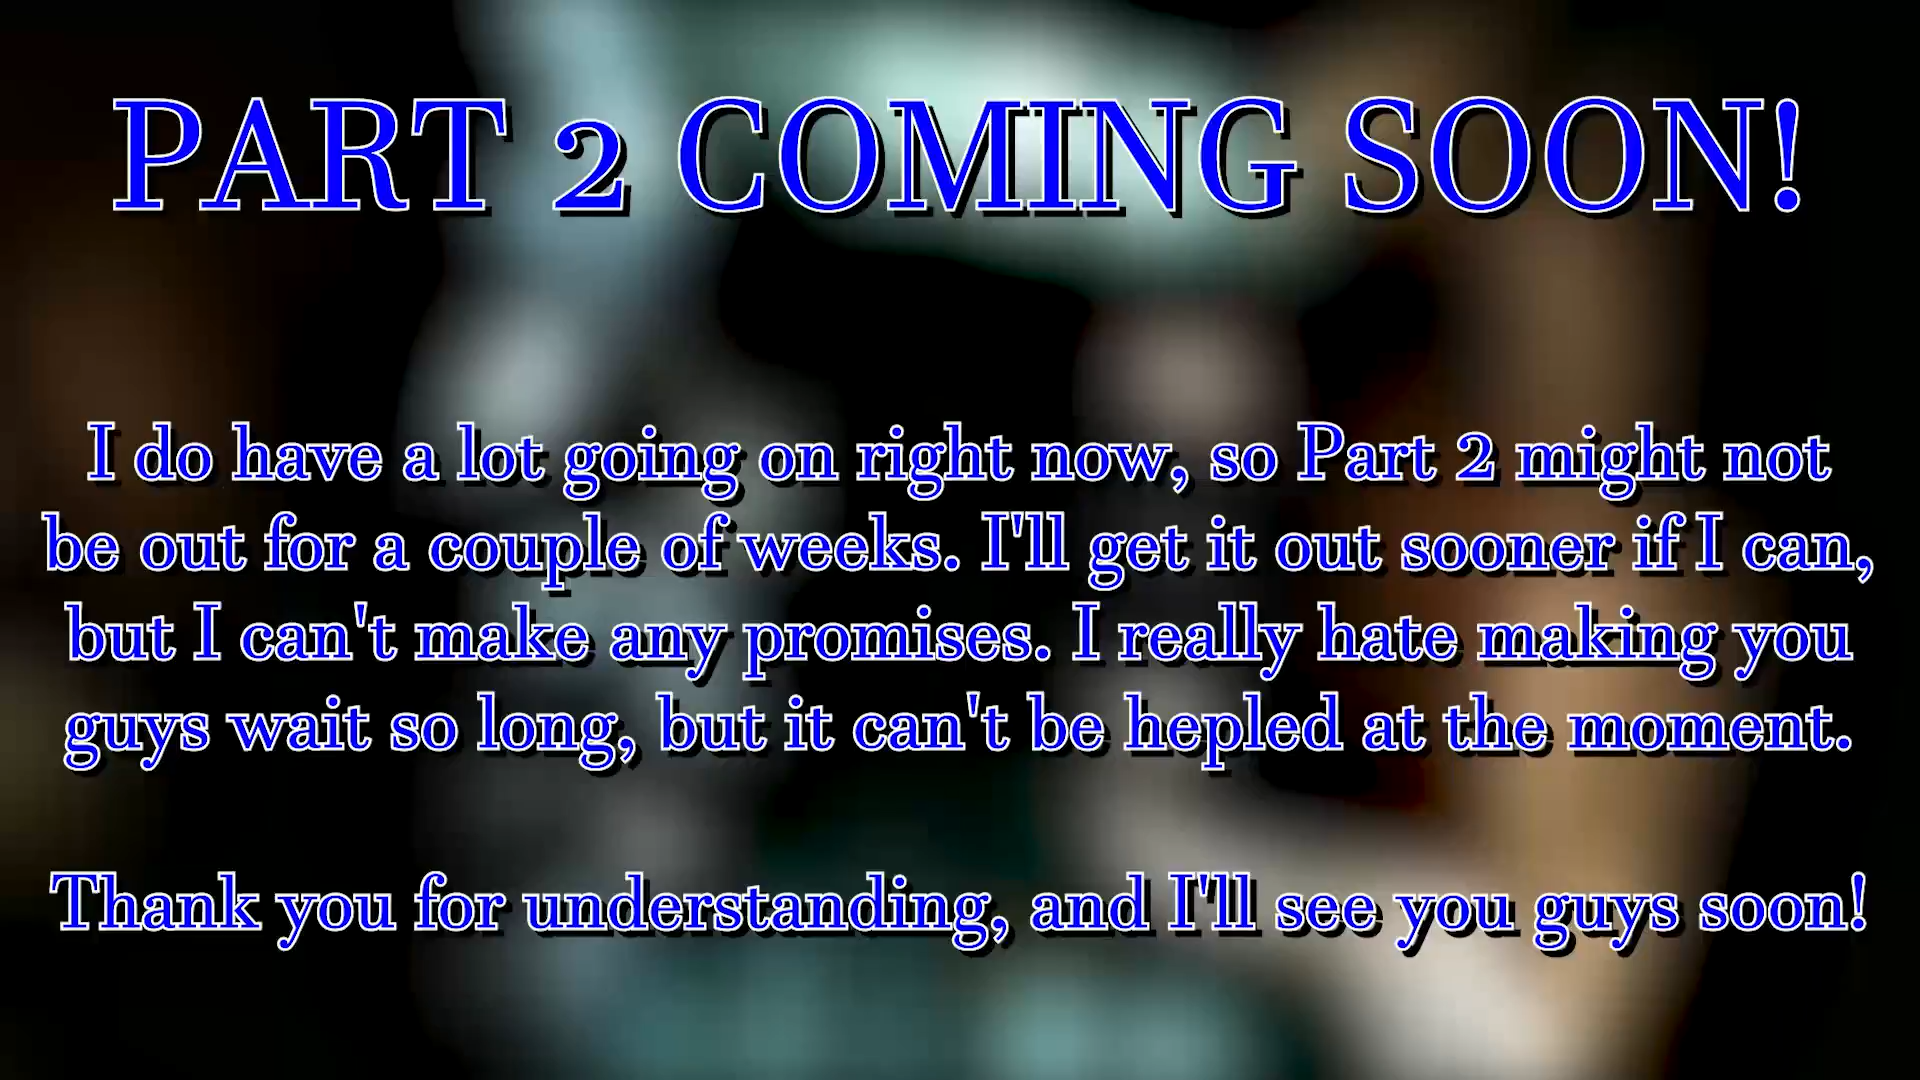 PART 2 COMING SOON!
I do have a lot going on right now, so Part 2 might not
be out for a couple of weeks. I'll get it out sooner if I can,
but I can't make any promises. I really hate making you
guys wait so long, but it can't be hepled at the moment.
Thank you for understanding, and I'll see you guys soon!